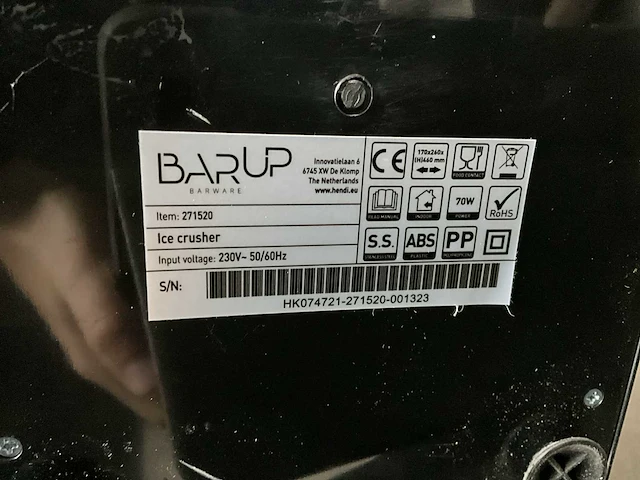 BARUP
BARWARE
Innovatielaan 6
6745 XW De Klomp
The Netherlands
www.hendi.eu
Item: 271520
Ice crusher
Input voltage: 230V~ 50/60Hz
S/N:
HK074721-271520-001323
CE
170x260x
(H)460 mm
FOOD CONTACT
READ MANUAL
INDOOR
70W
POWER
RoHS
S.S.
STAINLESS STEEL
ABS
PLASTIC
PP
POLYPROPYLENE